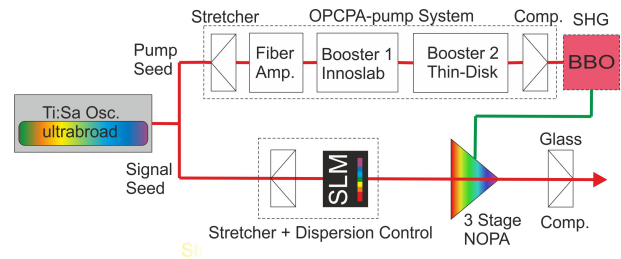 Stretcher
OPCPA-pump System
Comp.
SHG
Pump
Seed
Fiber
Amp.
Booster 1
Innoslab
Booster 2
Thin-Disk
BBO
Ti:Sa Osc.
ultrabroad
Signal
Seed
SLM
Glass
Stretcher + Dispersion Control
3 Stage
NOPA
Comp.
St